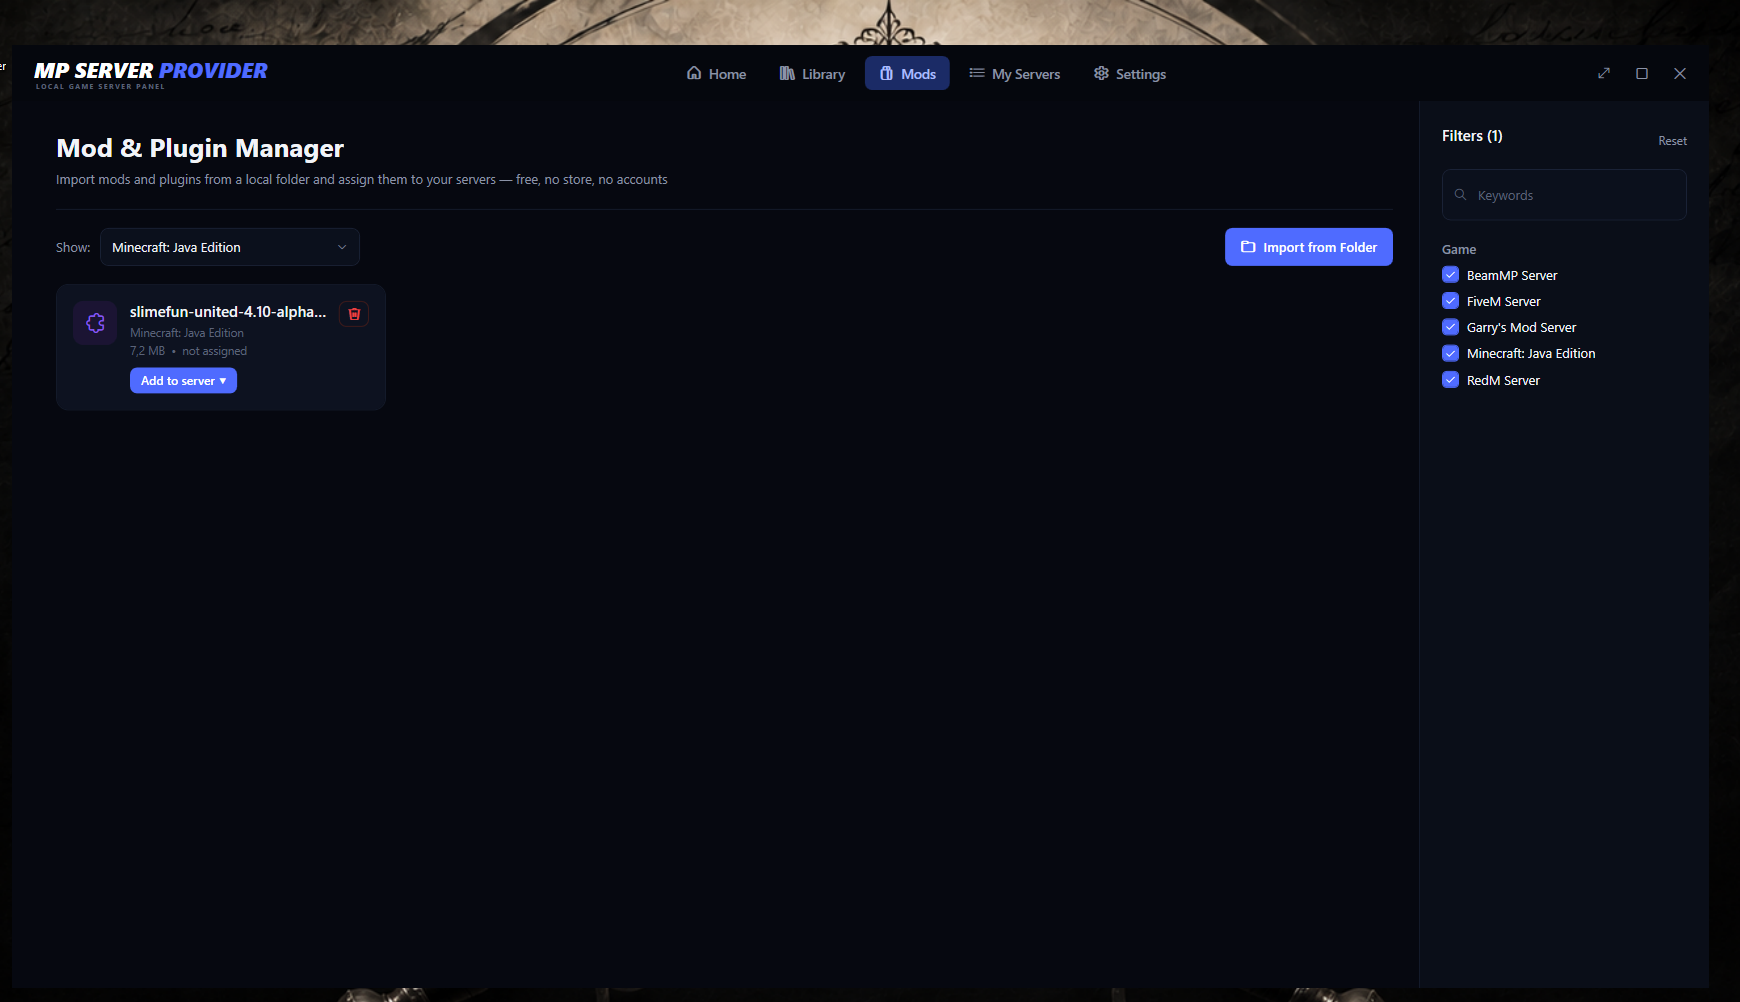 er
MP SERVER PROVIDER
LOCAL GAME SERVER PANEL
Home
Library
Mods
My Servers
Settings
Mod & Plugin Manager
Import mods and plugins from a local folder and assign them to your servers — free, no store, no accounts
Show:
Minecraft: Java Edition
Import from Folder
slimefun-united-4.10-alpha...
Minecraft: Java Edition
7,2 MB • not assigned
Add to server ▾
Filters (1)
Reset
Keywords
Game
BeamMP Server
FiveM Server
Garry's Mod Server
Minecraft: Java Edition
RedM Server